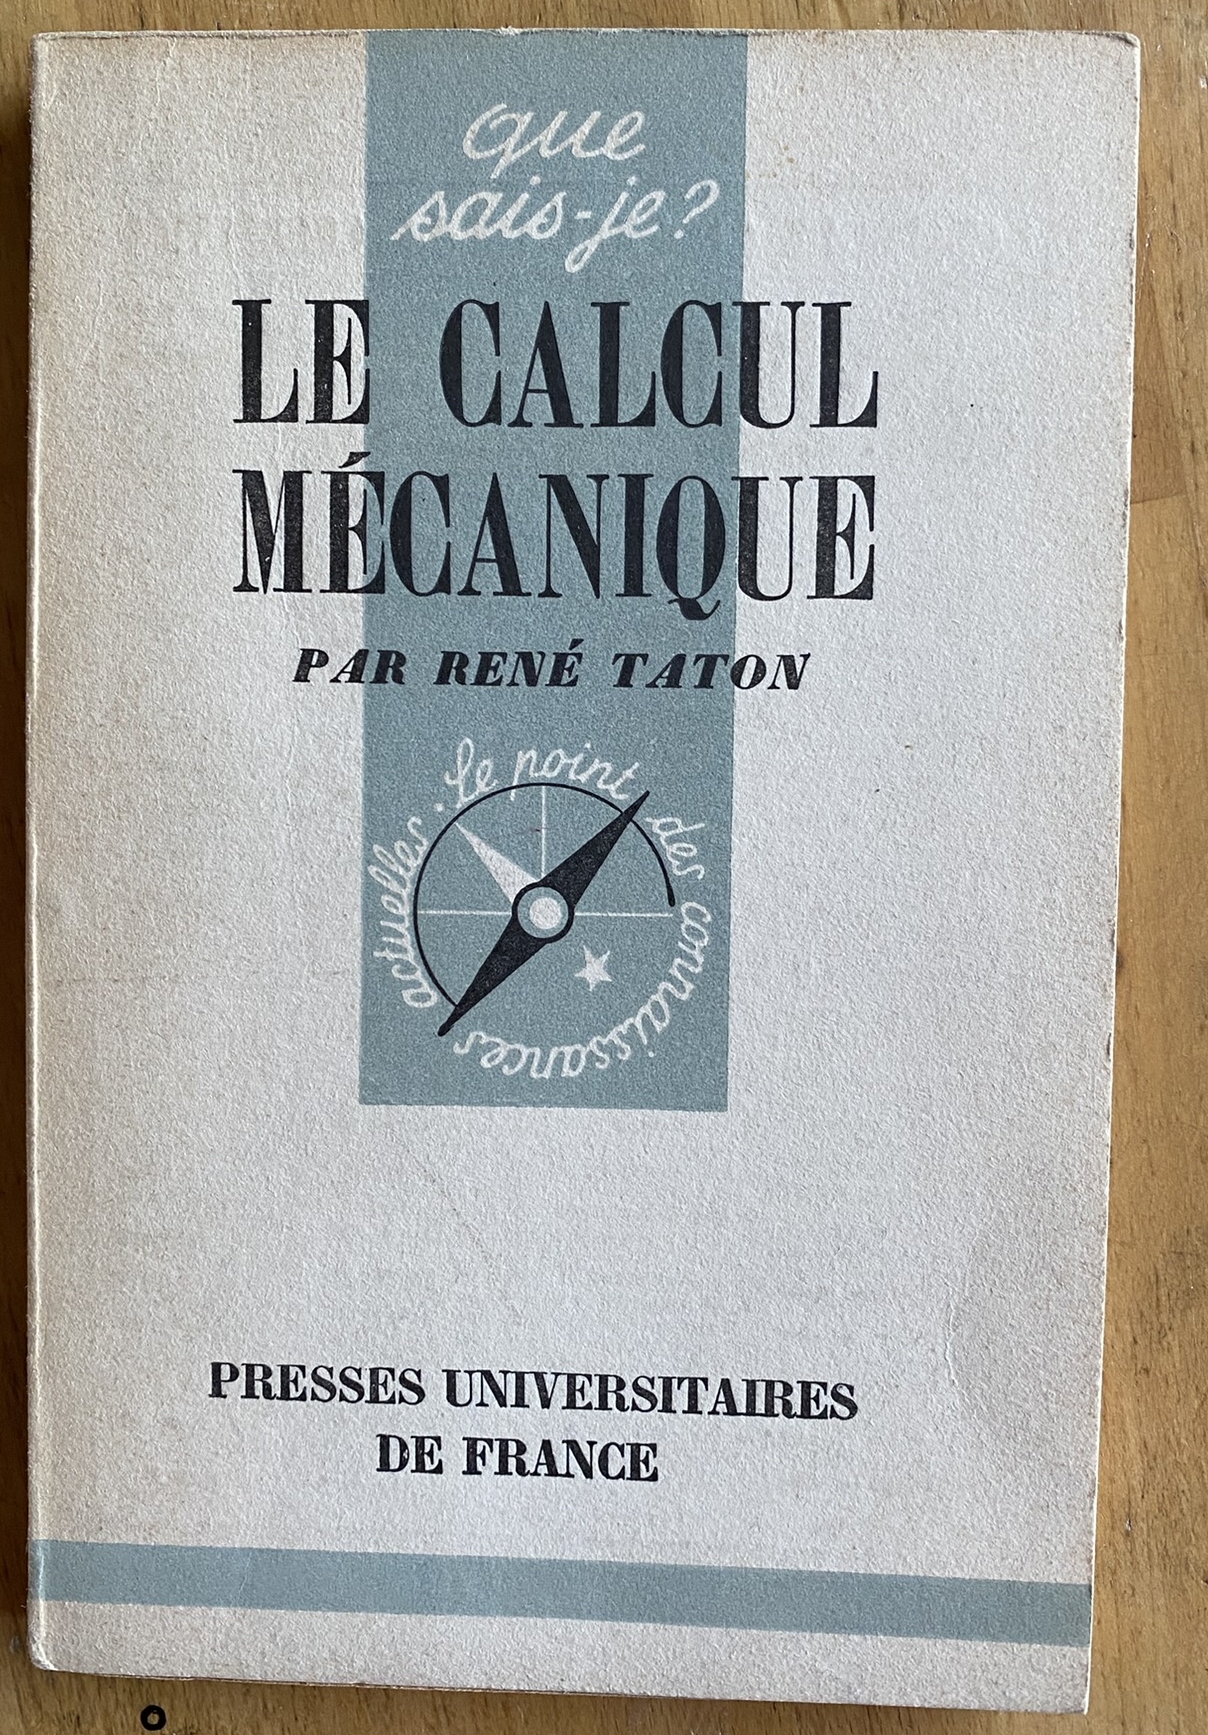 que
sais-je?
LE CALCUL
MÉCANIQUE
PAR RENÉ TATON
Le point des connaissances actuelles.
PRESSES UNIVERSITAIRES
DE FRANCE